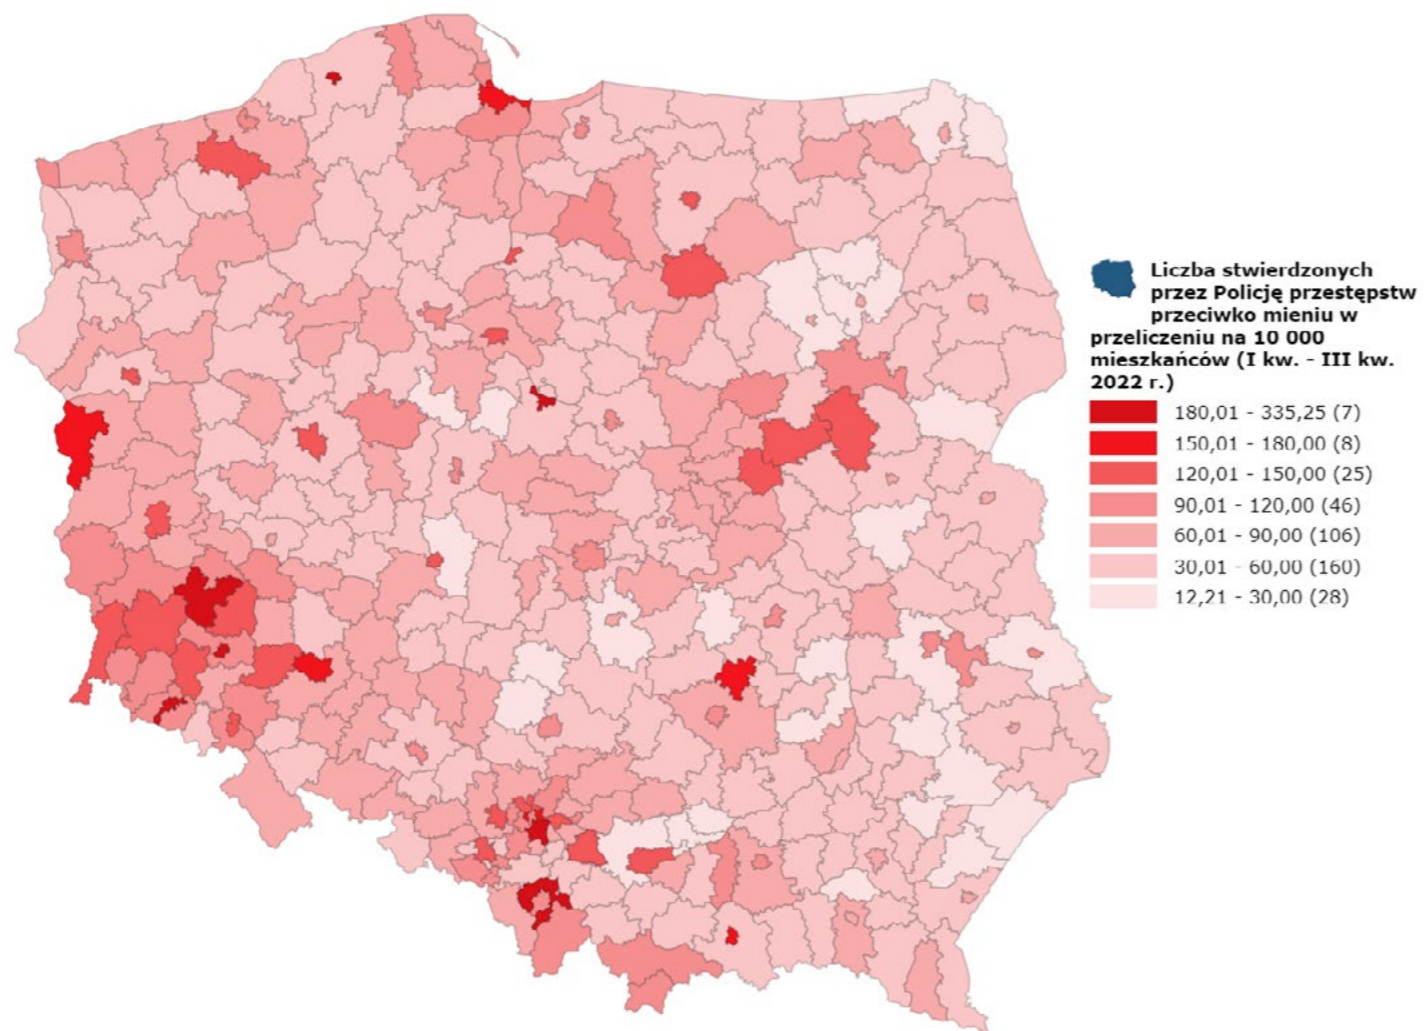 Liczba stwierdzonych
przez Policję przestępstw
przeciwko mieniu w
przeliczeniu na 10 000
mieszkańców (I kw. - III kw.
2022 r.)
180,01 - 335,25 (7)
150,01 - 180,00 (8)
120,01 - 150,00 (25)
90,01 - 120,00 (46)
60,01 - 90,00 (106)
30,01 - 60,00 (160)
12,21 - 30,00 (28)